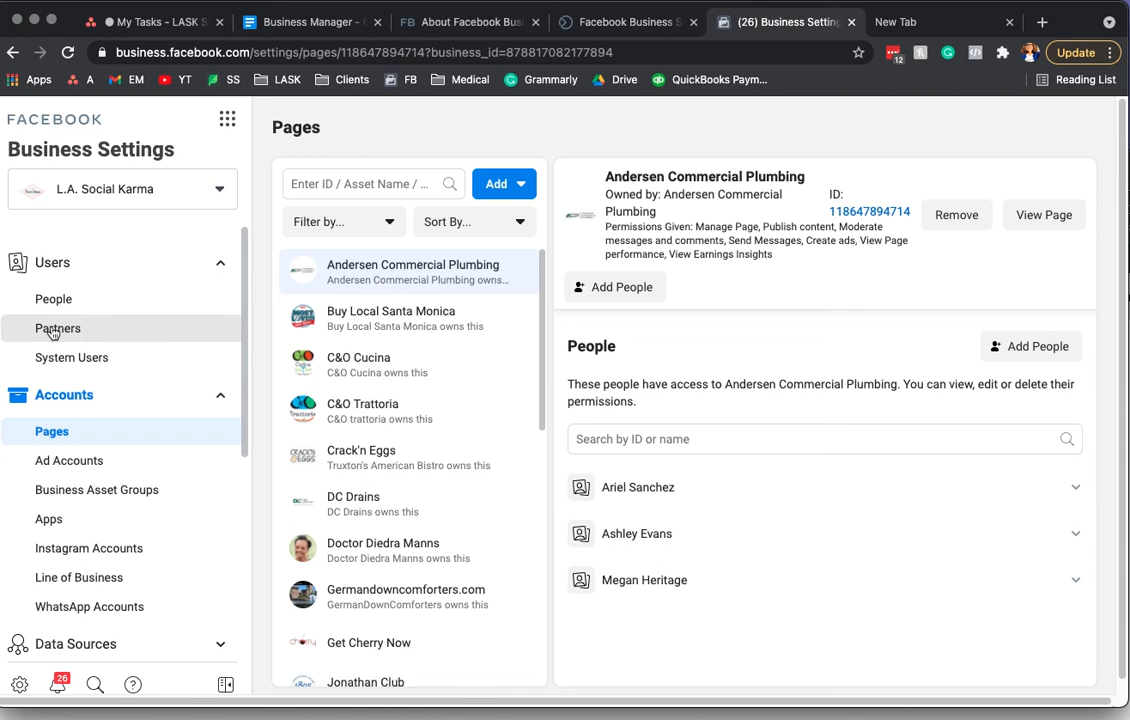 My Tasks - LASK S
Business Manager -
FB About Facebook Busi
Facebook Business S
(26) Business Settin
New Tab
business.facebook.com/settings/pages/118647894714?business_id=878817082177894
12
Update
Apps
A
EM
YT
SS
LASK
Clients
FB
Medical
Grammarly
Drive
QuickBooks Paym...
Reading List
FACEBOOK
Business Settings
L.A. Social Karma
Users
People
Partners
System Users
Accounts
Pages
Ad Accounts
Business Asset Groups
Apps
Instagram Accounts
Line of Business
WhatsApp Accounts
Data Sources
26
Pages
Enter ID / Asset Name / ...
Add
Filter by...
Sort By...
Andersen Commercial Plumbing
Andersen Commercial Plumbing owns...
Buy Local Santa Monica
Buy Local Santa Monica owns this
C&O Cucina
C&O Cucina owns this
C&O Trattoria
C&O trattoria owns this
Crack'n Eggs
Truxton's American Bistro owns this
DC Drains
DC Drains owns this
Doctor Diedra Manns
Doctor Diedra Manns owns this
Germandowncomforters.com
GermanDownComforters owns this
Get Cherry Now
Jonathan Club
Andersen Commercial Plumbing
Owned by: Andersen Commercial Plumbing
ID: 118647894714
Permissions Given: Manage Page, Publish content, Moderate
messages and comments, Send Messages, Create ads, View Page
performance, View Earnings Insights
Remove
View Page
Add People
People
Add People
These people have access to Andersen Commercial Plumbing. You can view, edit or delete their
permissions.
Search by ID or name
Ariel Sanchez
Ashley Evans
Megan Heritage